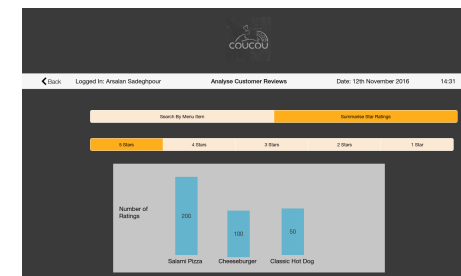 COUCOU
Back Logged In: Arsalan Sadeghpour Analyse Customer Reviews Date: 12th November 2016 14:31
Search By Menu Item Summarise Star Ratings
5 Stars 4 Stars 3 Stars 2 Stars 1 Star
Number of
Ratings
200 100 50
Salami Pizza Cheeseburger Classic Hot Dog